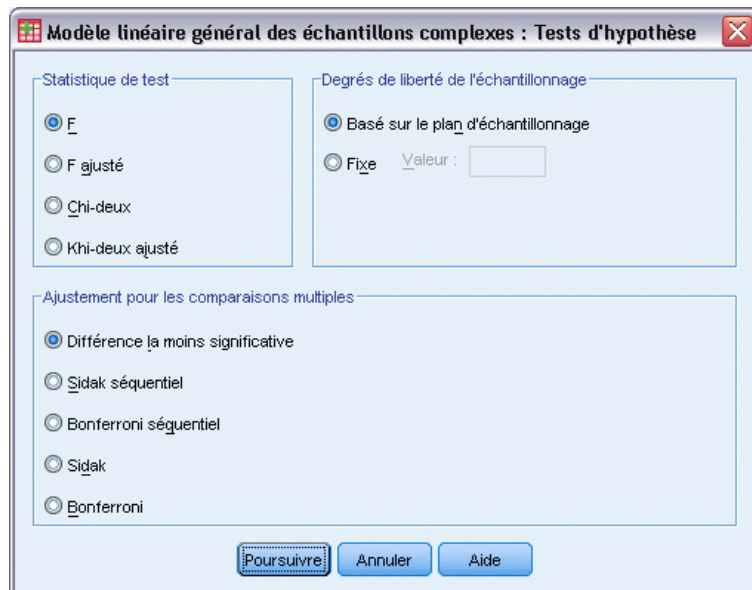 Modèle linéaire général des échantillons complexes : Tests d'hypothèse
Statistique de test
F
F ajusté
Chi-deux
Khi-deux ajusté
Degrés de liberté de l'échantillonnage
Basé sur le plan d'échantillonnage
Fixe Valeur :
Ajustement pour les comparaisons multiples
Différence la moins significative
Sidak séquentiel
Bonferroni séquentiel
Sidak
Bonferroni
Poursuivre Annuler Aide